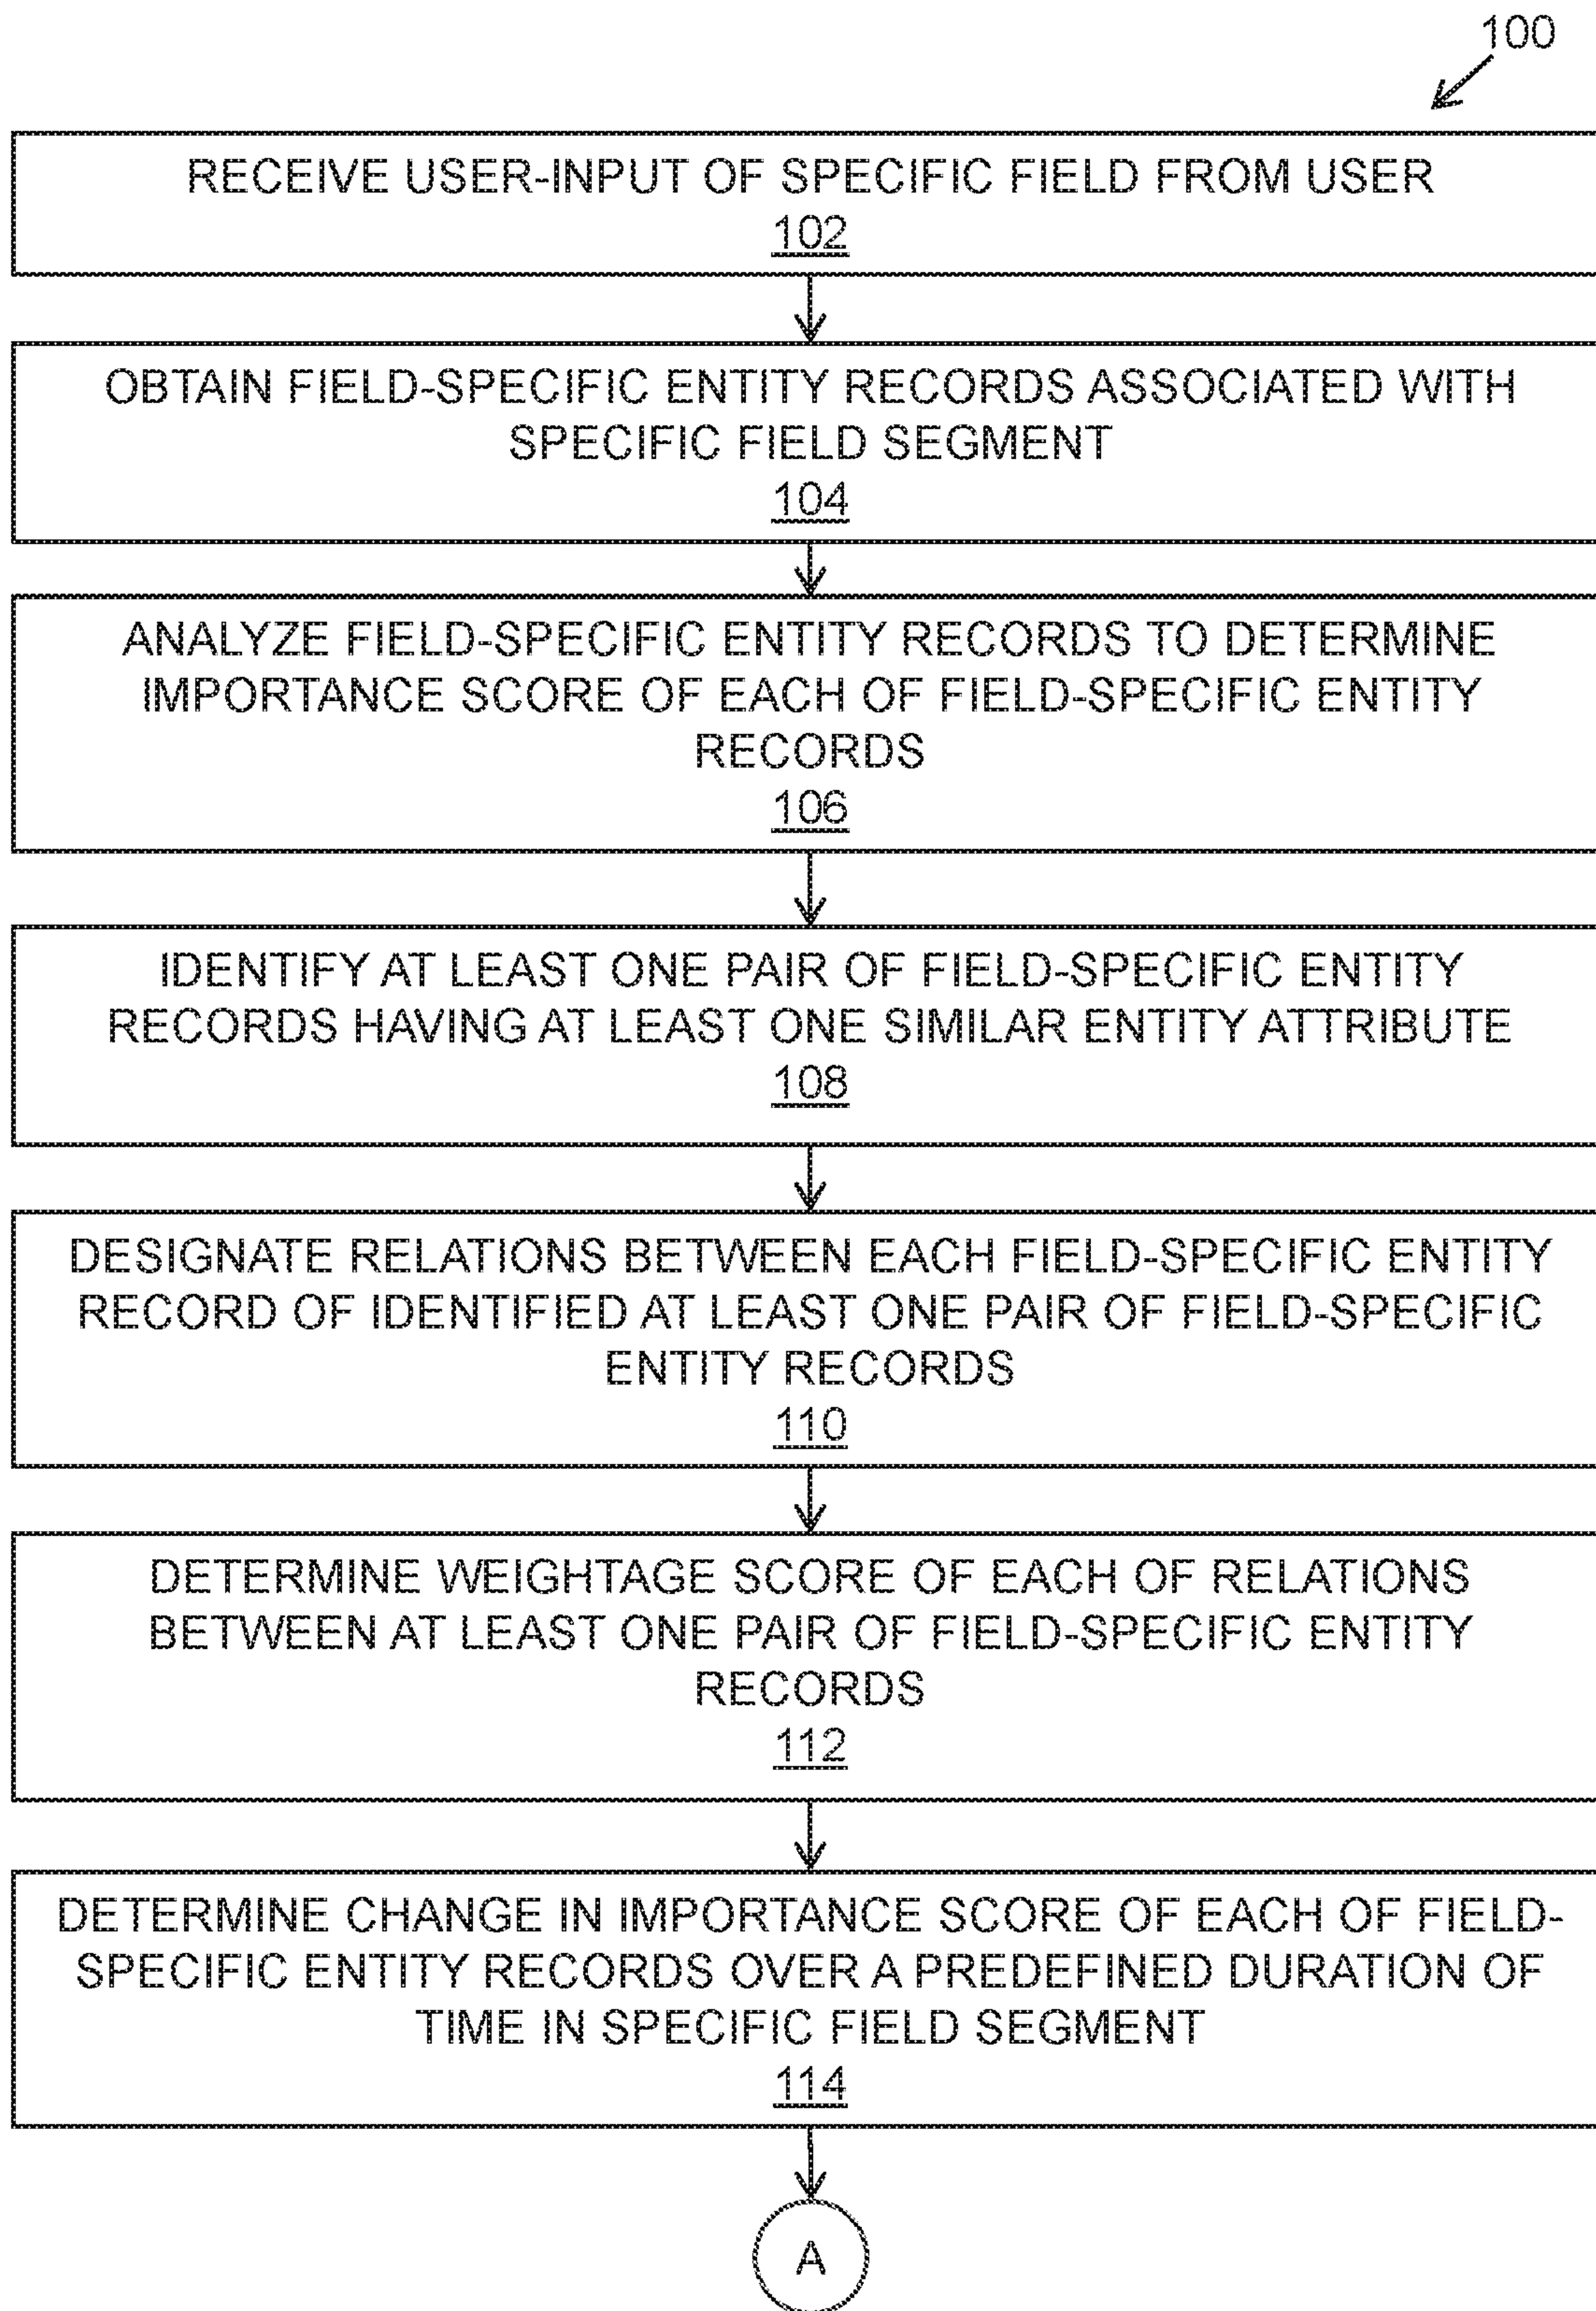 100
RECEIVE USER-INPUT OF SPECIFIC FIELD FROM USER
102
OBTAIN FIELD-SPECIFIC ENTITY RECORDS ASSOCIATED WITH
SPECIFIC FIELD SEGMENT
104
ANALYZE FIELD-SPECIFIC ENTITY RECORDS TO DETERMINE
IMPORTANCE SCORE OF EACH OF FIELD-SPECIFIC ENTITY
RECORDS
106
IDENTIFY AT LEAST ONE PAIR OF FIELD-SPECIFIC ENTITY
RECORDS HAVING AT LEAST ONE SIMILAR ENTITY ATTRIBUTE
108
DESIGNATE RELATIONS BETWEEN EACH FIELD-SPECIFIC ENTITY
RECORD OF IDENTIFIED AT LEAST ONE PAIR OF FIELD-SPECIFIC
ENTITY RECORDS
110
DETERMINE WEIGHTAGE SCORE OF EACH OF RELATIONS
BETWEEN AT LEAST ONE PAIR OF FIELD-SPECIFIC ENTITY
RECORDS
112
DETERMINE CHANGE IN IMPORTANCE SCORE OF EACH OF FIELD-
SPECIFIC ENTITY RECORDS OVER A PREDEFINED DURATION OF
TIME IN SPECIFIC FIELD SEGMENT
114
A